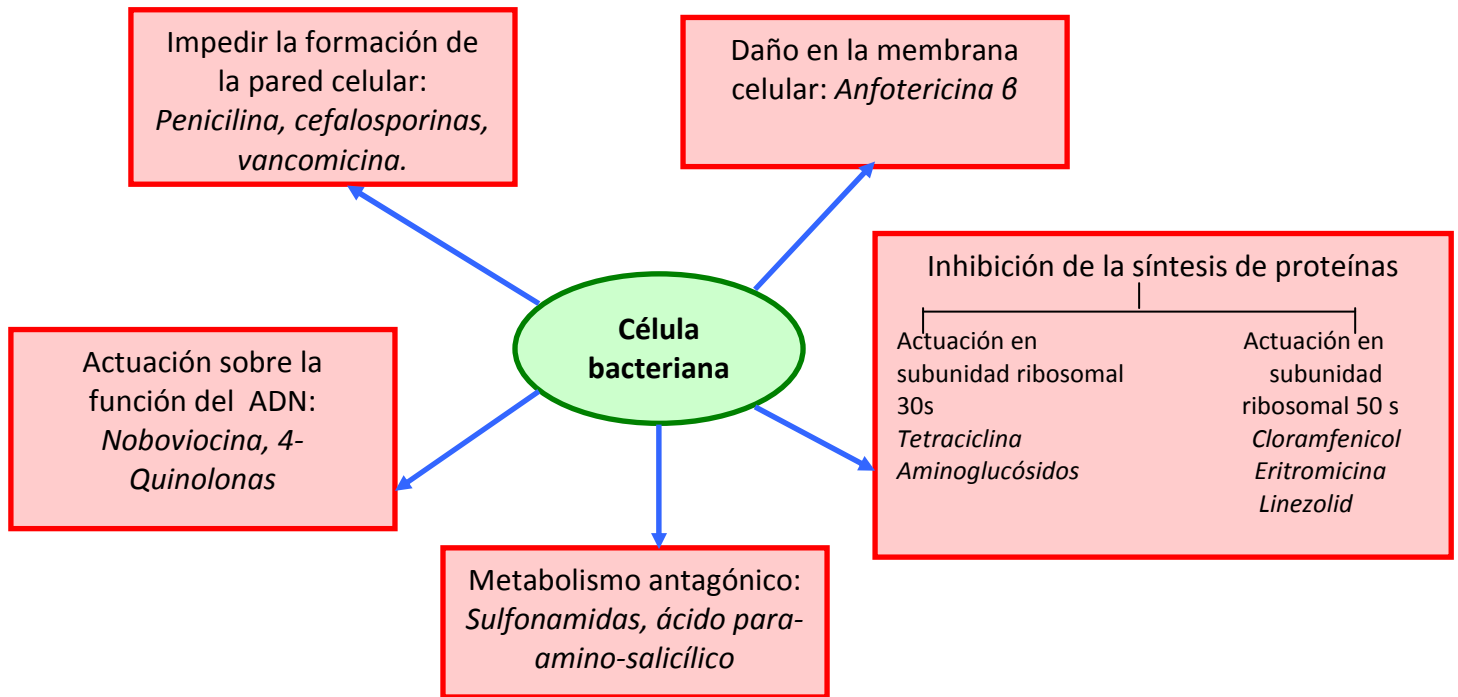 Impedir la formación de
la pared celular:
Penicilina, cefalosporinas,
vancomicina.
Daño en la membrana
celular: Anfotericina β
Célula
bacteriana
Inhibición de la síntesis de proteínas
Actuación en
subunidad ribosomal
30s
Tetraciclina
Aminoglucósidos
Actuación en
subunidad
ribosomal 50 s
Cloramfenicol
Eritromicina
Linezolid
Actuación sobre la
función del ADN:
Noboviocina, 4-
Quinolonas
Metabolismo antagónico:
Sulfonamidas, ácido para-
amino-salicílico